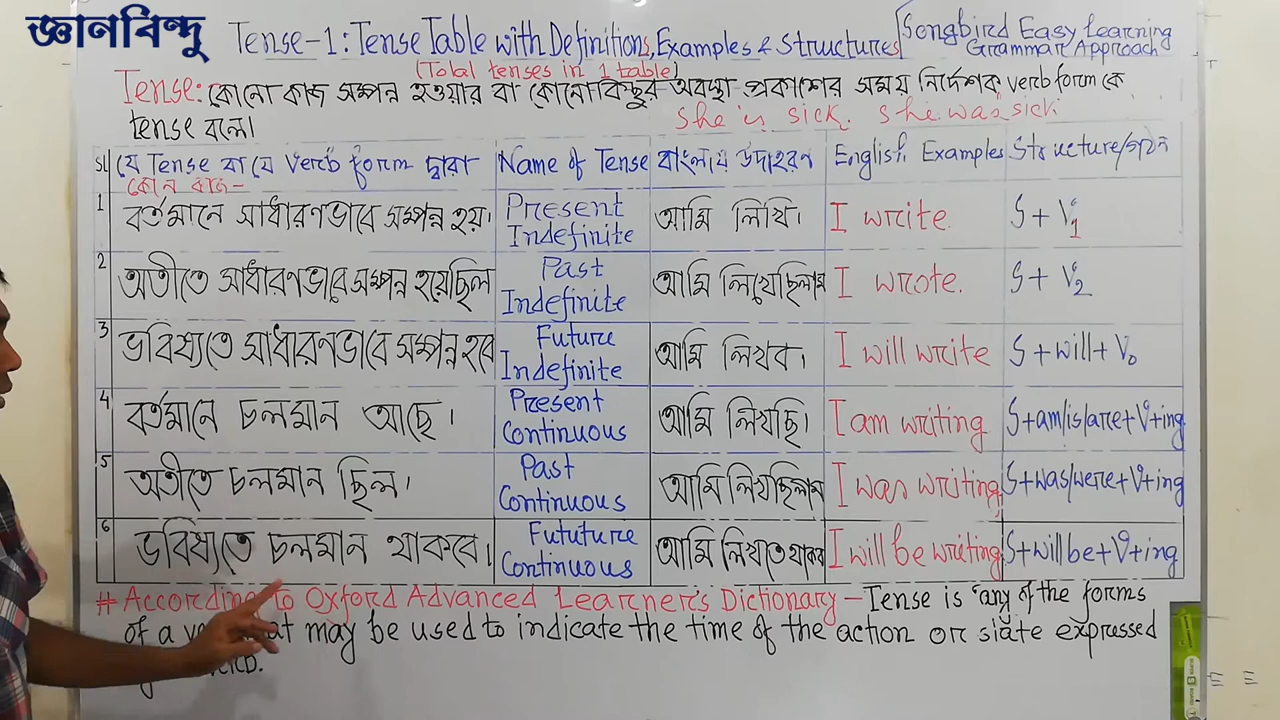 জ্ঞানবিন্দু
Tense-1: Tense Table with Definitions, Examples & Structures
Songbird Easy Learning
Grammar Approach
(Total tenses in 1 table)
Tense: কোনো কাজ সম্পন্ন হওয়ার বা কোনোকিছুর অবস্থা প্রকাশের সময় নির্দেশক verb form কে
tense বলে।
she is sick. she was sick.
SL যে Tense বা যে Verb form দ্বারা Name of Tense বাংলায় উদাহরণ English Examples Structure/গঠন
কোন কাজ-
1 বর্তমানে সাধারণভাবে সম্পন্ন হয়। Present Indefinite আমি লিখি। I write. S + V1
2 অতীতে সাধারণভাবে সম্পন্ন হয়েছিল Past Indefinite আমি লিখেছিলাম I wrote. S + V2
3 ভবিষ্যতে সাধারণভাবে সম্পন্ন হবে Future Indefinite আমি লিখব। I will write S + will + V0
4 বর্তমানে চলমান আছে। Present Continuous আমি লিখছি। I am writing S+am/is/are+V+ing
5 অতীতে চলমান ছিল। Past Continuous আমি লিখছিলাম I was writing S+was/were+V+ing
6 ভবিষ্যতে চলমান থাকবে। Fututure Continuous আমি লিখতে থাকব I will be writing S+will be+V+ing
# According to Oxford Advanced Learner's Dictionary – Tense is "any of the forms
of a may be used to indicate the time of the action or state expressed
verb.